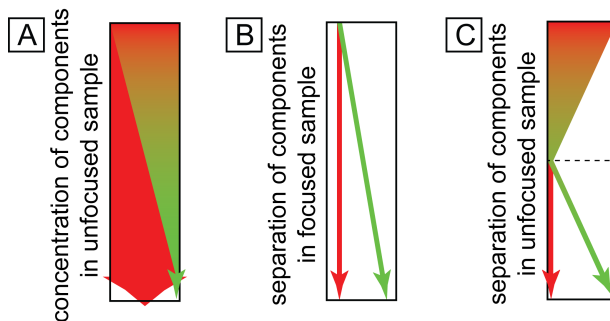 A
concentration of components
in unfocused sample
B
separation of components
in focused sample
C
separation of components
in unfocused sample